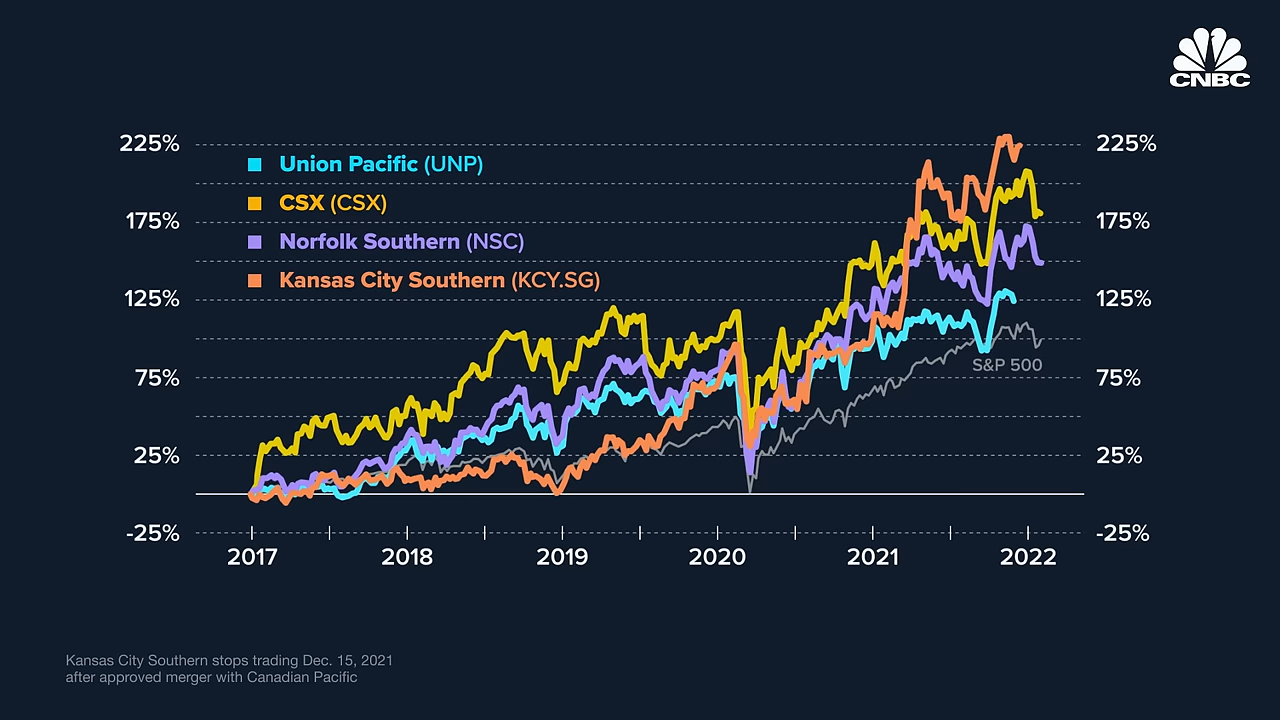 CNBC
225% 225%
Union Pacific (UNP)
CSX (CSX)
175% 175%
Norfolk Southern (NSC)
Kansas City Southern (KCY.SG)
125% 125%
S&P 500
75% 75%
25% 25%
-25% -25%
2017 2018 2019 2020 2021 2022
Kansas City Southern stops trading Dec. 15, 2021
after approved merger with Canadian Pacific